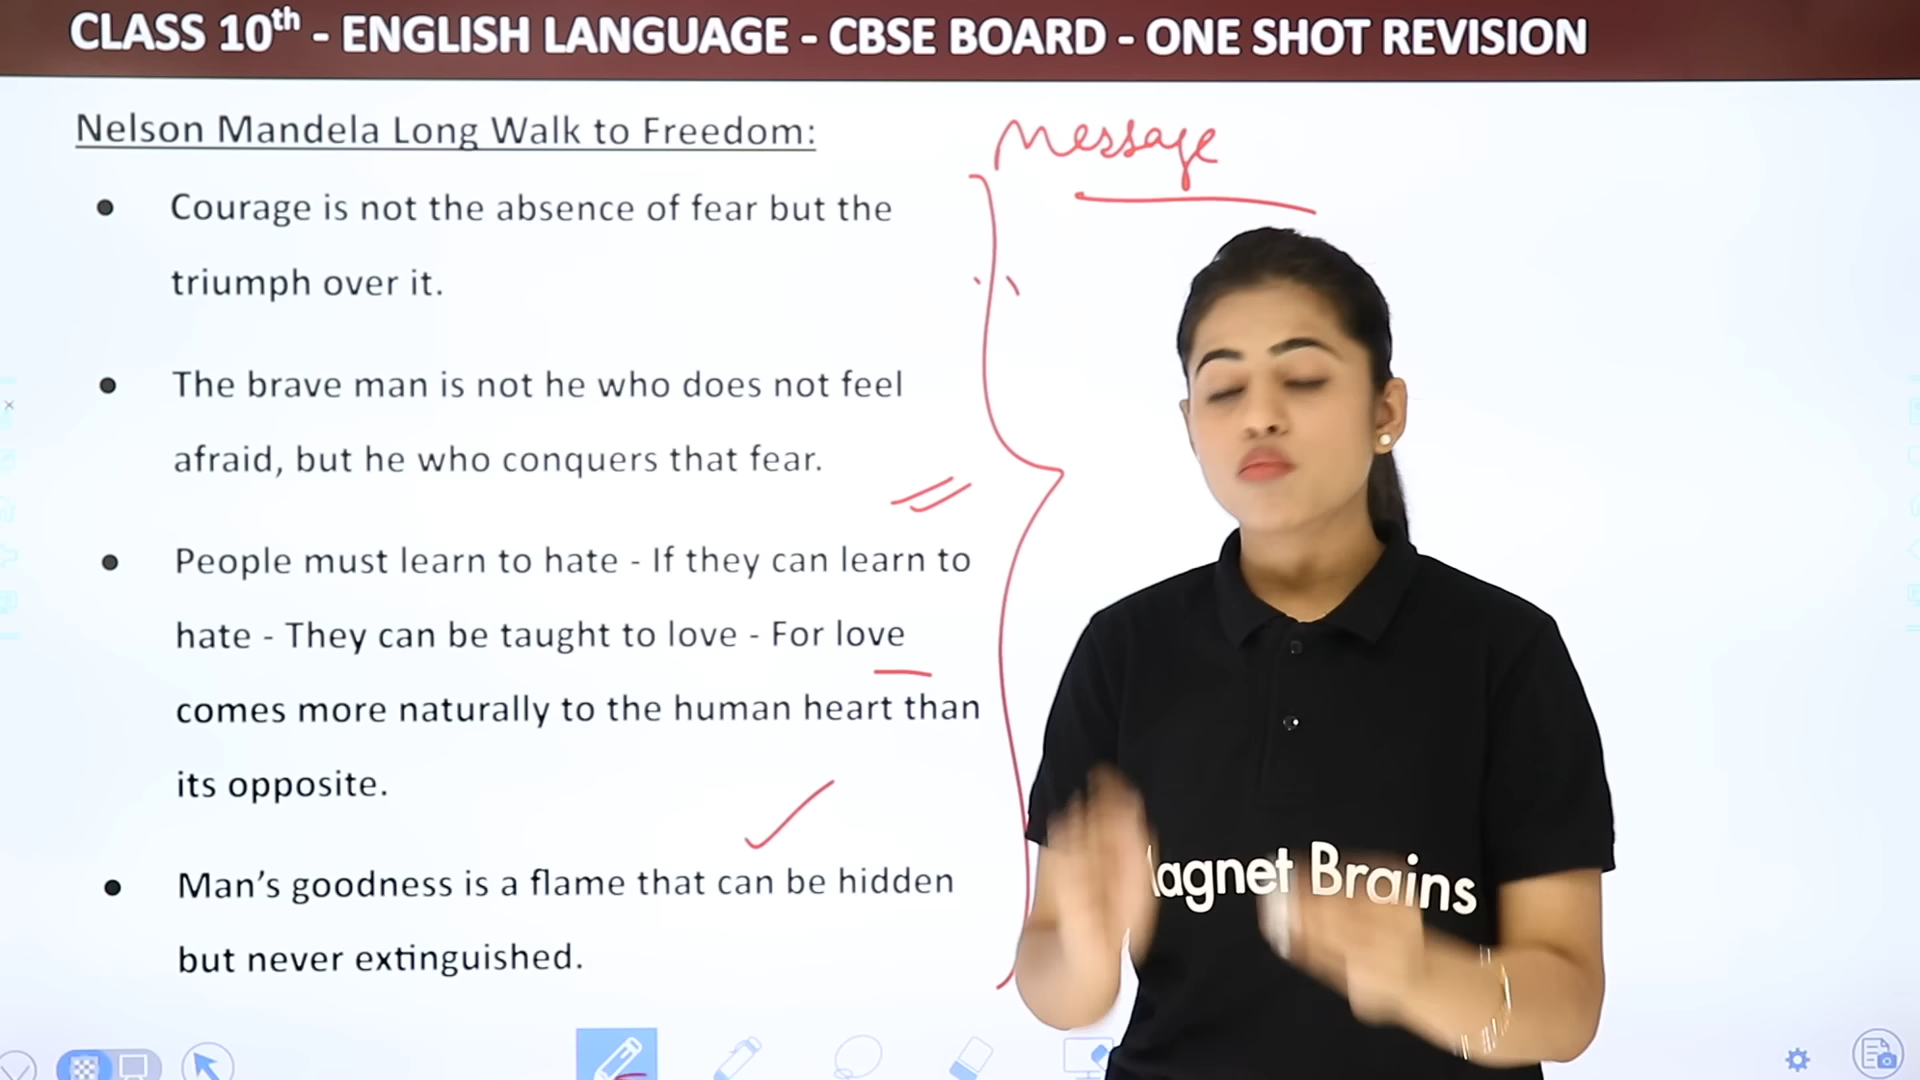 CLASS 10th - ENGLISH LANGUAGE - CBSE BOARD - ONE SHOT REVISION
Nelson Mandela Long Walk to Freedom:
Message
● Courage is not the absence of fear but the
triumph over it.
● The brave man is not he who does not feel
afraid, but he who conquers that fear.
● People must learn to hate - If they can learn to
hate - They can be taught to love - For love
comes more naturally to the human heart than
its opposite.
● Man’s goodness is a flame that can be hidden
but never extinguished.
Magnet Brains